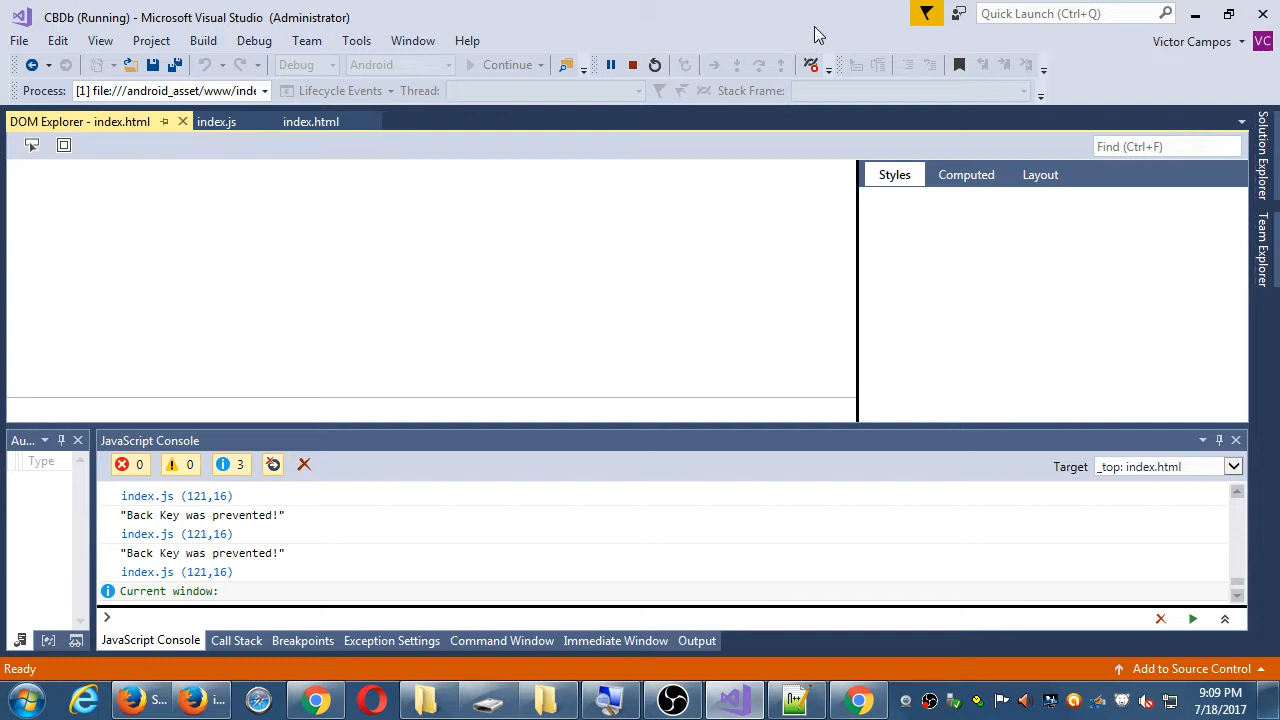 CBDb (Running) - Microsoft Visual Studio (Administrator)
Quick Launch (Ctrl+Q)
File Edit View Project Build Debug Team Tools Window Help
Victor Campos VC
Debug Android Continue
Process: [1] file:///android_asset/www/inde Lifecycle Events Thread: Stack Frame:
DOM Explorer - index.html index.js index.html
Find (Ctrl+F)
Styles Computed Layout
Solution Explorer
Team Explorer
Au... JavaScript Console
Type 0 0 3 Target _top: index.html
index.js (121,16)
"Back Key was prevented!"
index.js (121,16)
"Back Key was prevented!"
index.js (121,16)
Current window:
JavaScript Console Call Stack Breakpoints Exception Settings Command Window Immediate Window Output
Ready Add to Source Control
S... i... 9:09 PM
7/18/2017